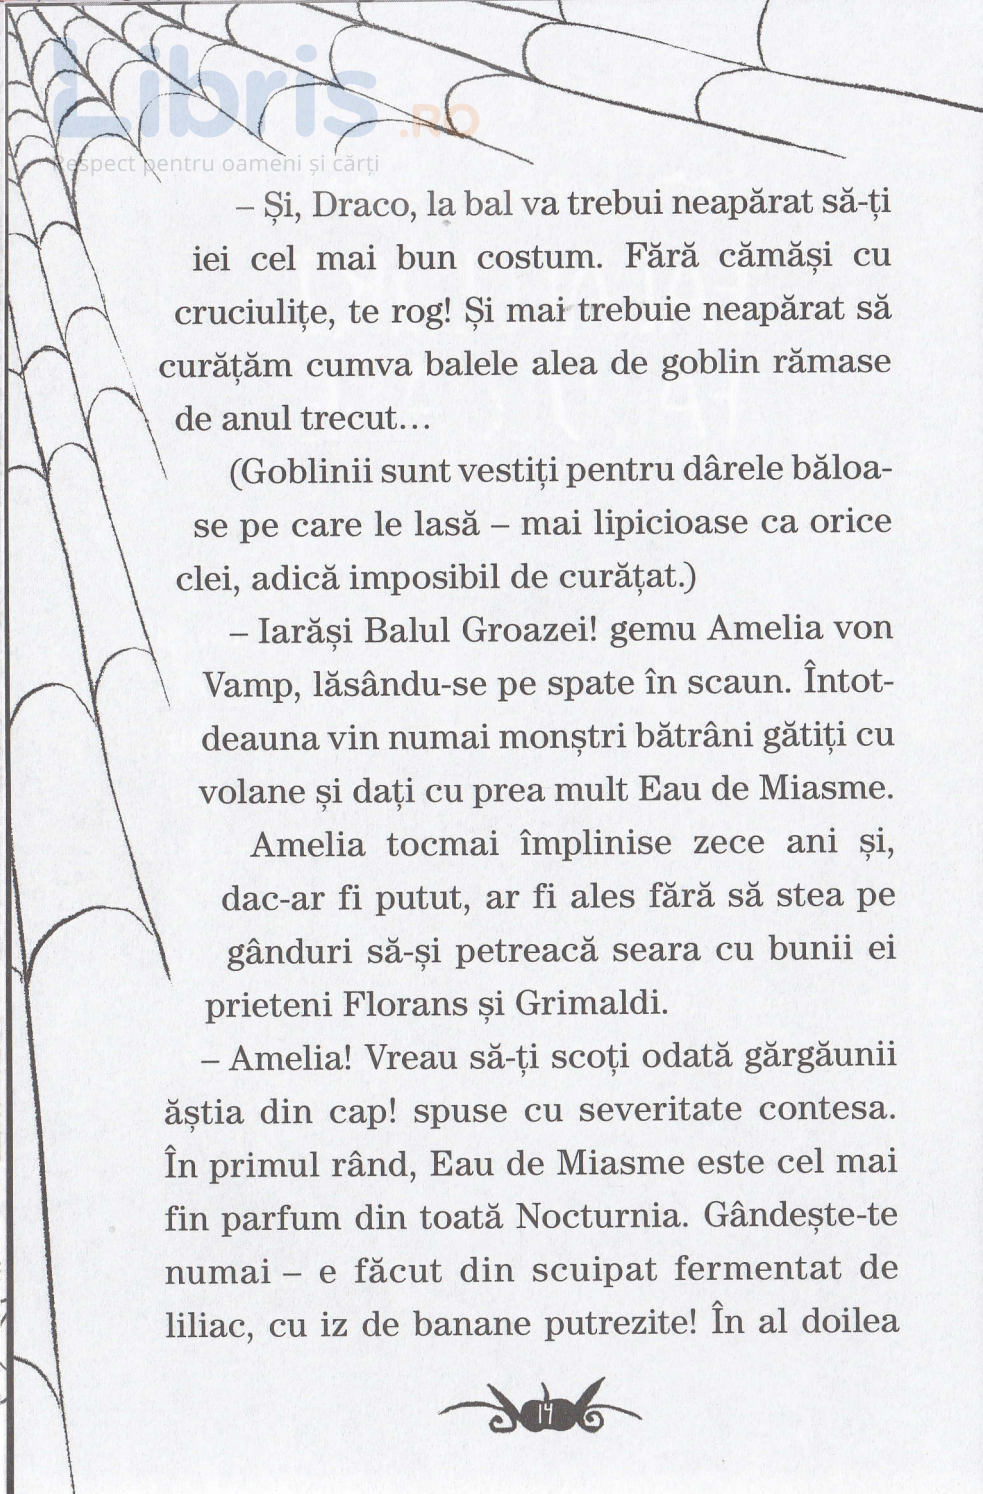 Libris.RO
Respect pentru oameni și cărți
– Și, Draco, la bal va trebui neapărat să-ți
iei cel mai bun costum. Fără cămăși cu
cruciulițe, te rog! Și mai trebuie neapărat să
curățăm cumva balele alea de goblin rămase
de anul trecut...
(Goblinii sunt vestiți pentru dârele băloa-
se pe care le lasă – mai lipicioase ca orice
clei, adică imposibil de curățat.)
– Iarăși Balul Groazei! gemu Amelia von
Vamp, lăsându-se pe spate în scaun. Întot-
deauna vin numai monștri bătrâni gătiți cu
volane și dați cu prea mult Eau de Miasme.
Amelia tocmai împlinise zece ani și,
dac-ar fi putut, ar fi ales fără să stea pe
gânduri să-și petreacă seara cu bunii ei
prieteni Florans și Grimaldi.
– Amelia! Vreau să-ți scoți odată gărgăunii
ăștia din cap! spuse cu severitate contesa.
În primul rând, Eau de Miasme este cel mai
fin parfum din toată Nocturnia. Gândește-te
numai – e făcut din scuipat fermentat de
liliac, cu iz de banane putrezite! În al doilea
14